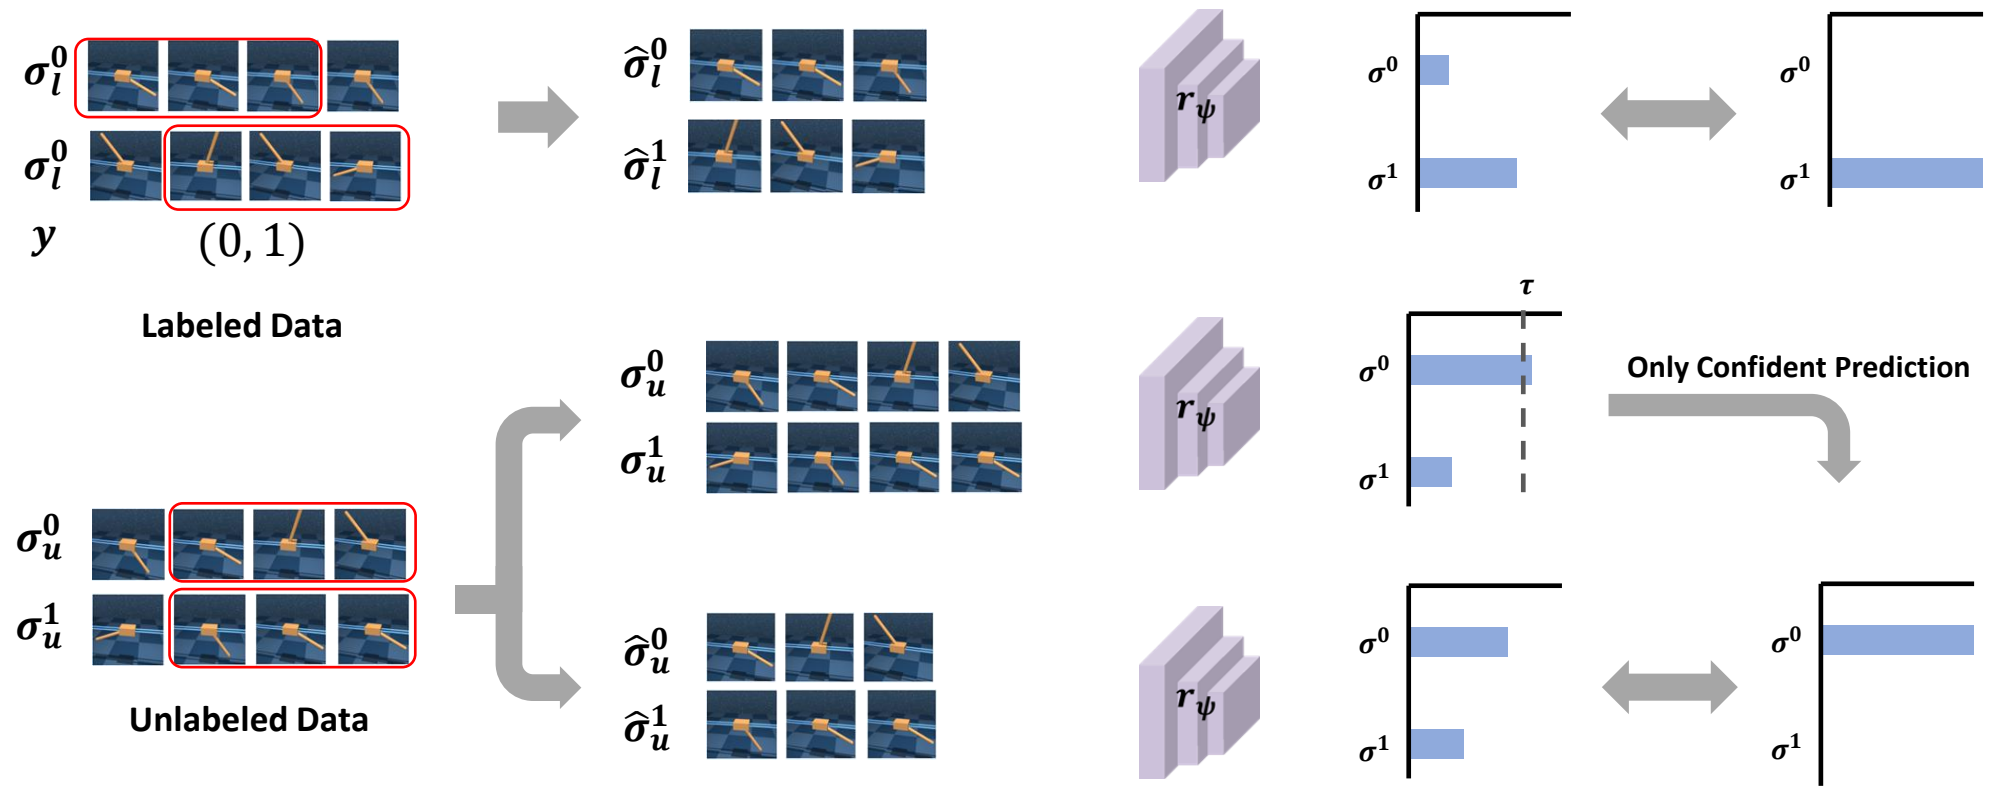 σ_l^0
σ_l^0
y (0, 1)
Labeled Data
σ̂_l^0
σ̂_l^1
r_ψ
σ^0
σ^1
σ^0
σ^1
σ_u^0
σ_u^1
Unlabeled Data
σ_u^0
σ_u^1
r_ψ
τ
σ^0
σ^1
Only Confident Prediction
σ̂_u^0
σ̂_u^1
r_ψ
σ^0
σ^1
σ^0
σ^1